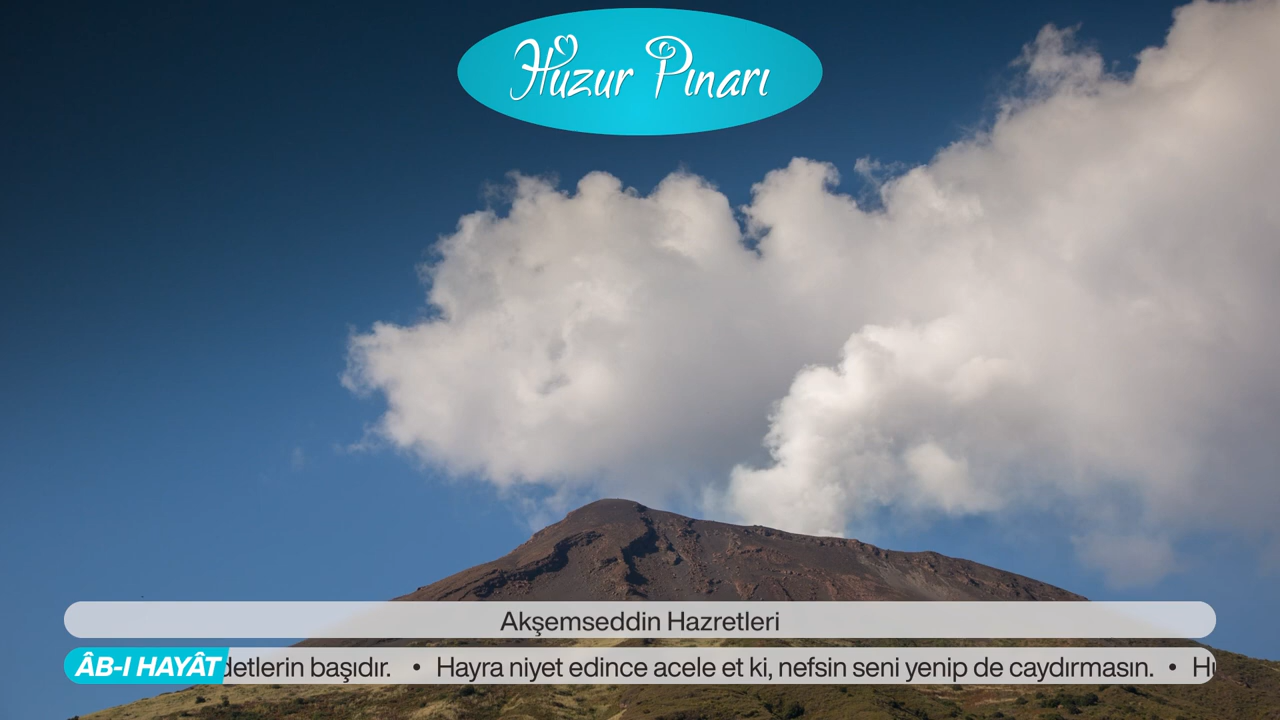 Huzur Pınarı
Akşemseddin Hazretleri
ÂB-I HAYÂT
detlerin başıdır. • Hayra niyet edince acele et ki, nefsin seni yenip de caydırmasın. •